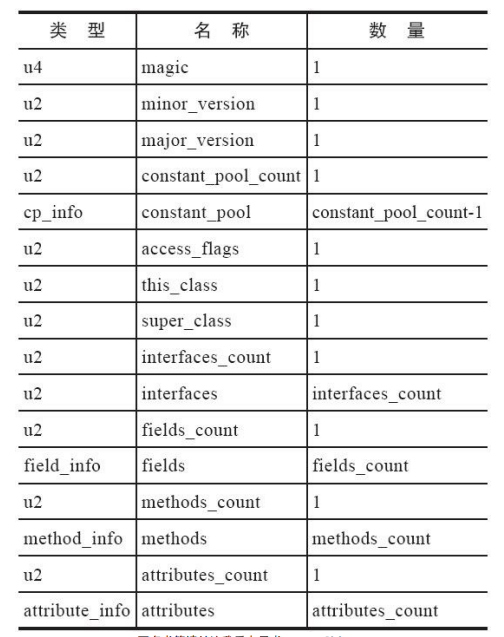 类 型 名 称 数 量
u4 magic 1
u2 minor_version 1
u2 major_version 1
u2 constant_pool_count 1
cp_info constant_pool constant_pool_count-1
u2 access_flags 1
u2 this_class 1
u2 super_class 1
u2 interfaces_count 1
u2 interfaces interfaces_count
u2 fields_count 1
field_info fields fields_count
u2 methods_count 1
method_info methods methods_count
u2 attributes_count 1
attribute_info attributes attributes_count